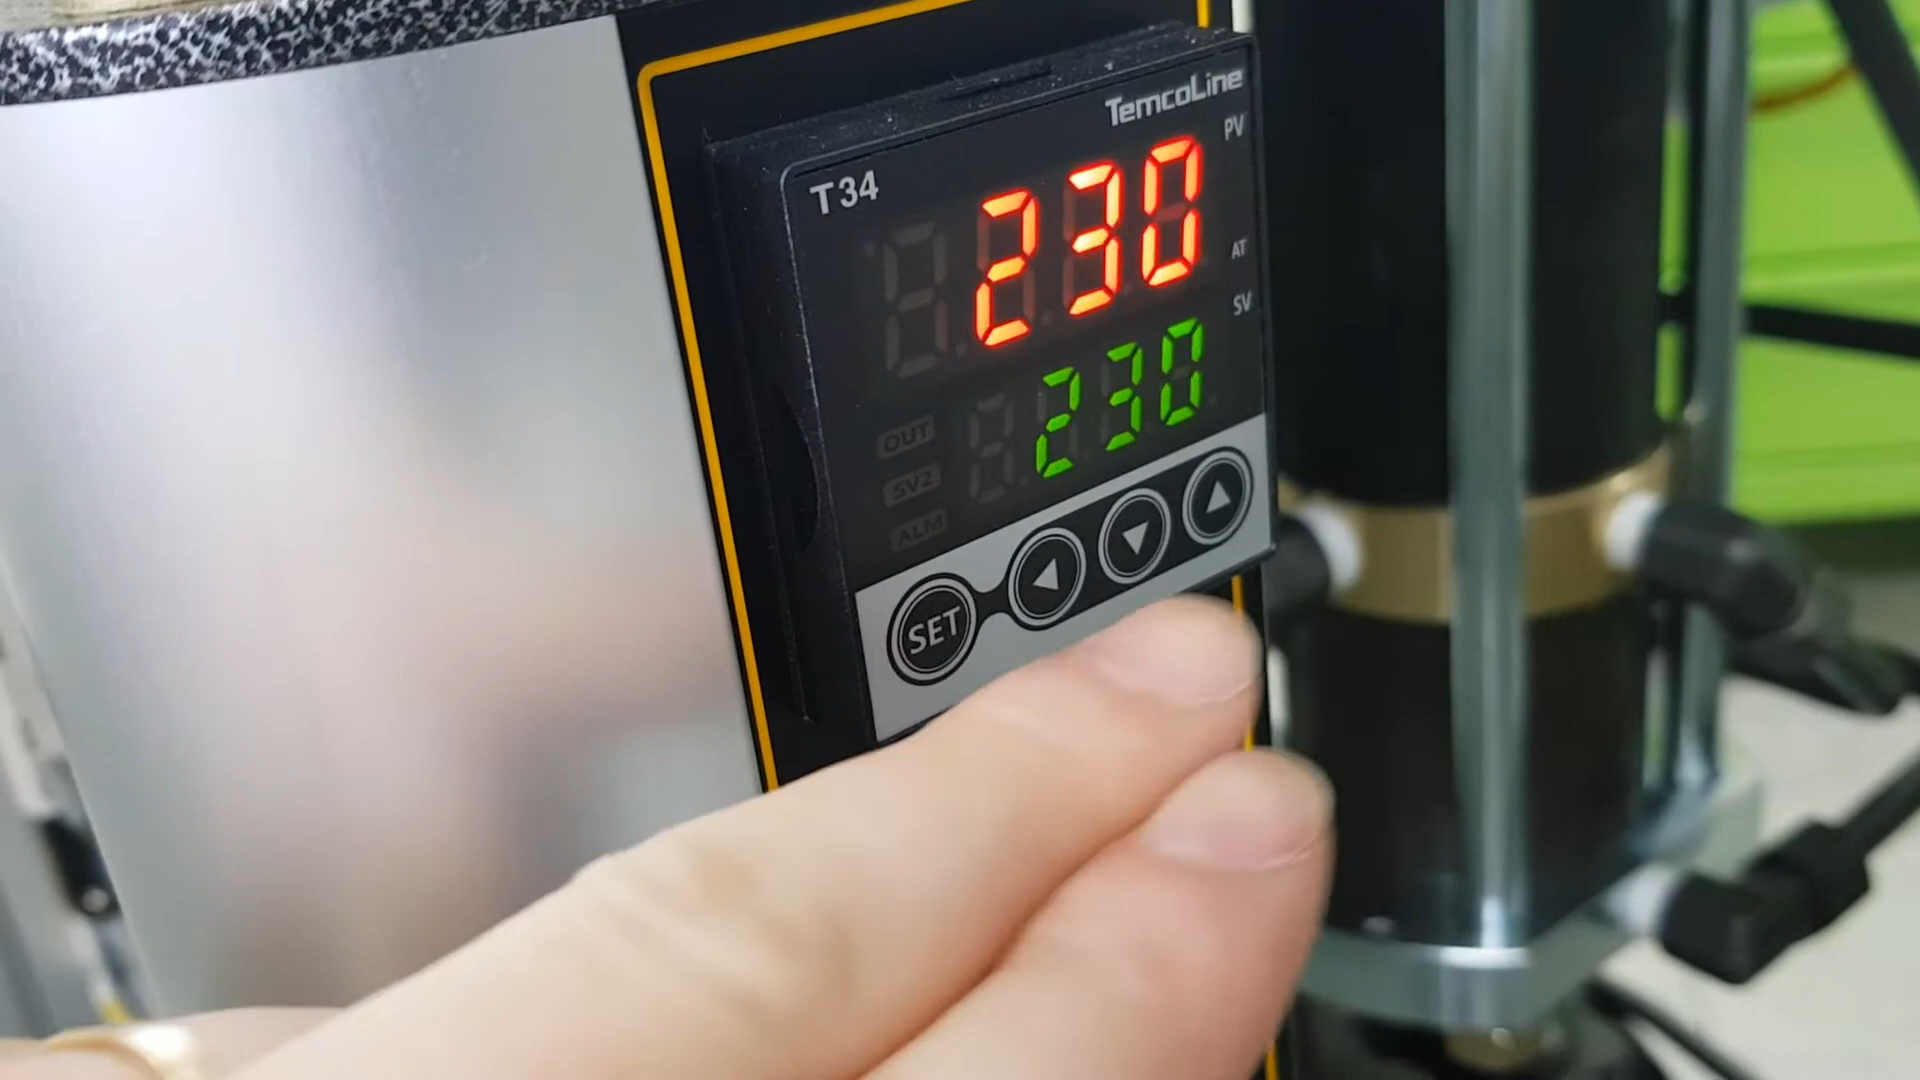 TemcoLine
PV
T34
230
AT
SV
230
OUT
SV2
ALM
SET